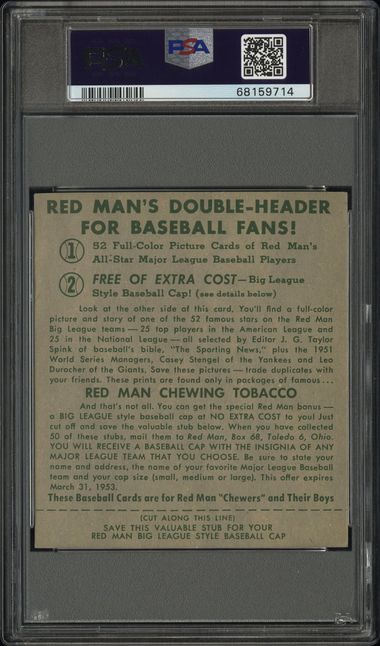 PSA
PSA
68159714
RED MAN'S DOUBLE-HEADER
FOR BASEBALL FANS!
1 52 Full-Color Picture Cards of Red Man's
All-Star Major League Baseball Players
2 FREE OF EXTRA COST—Big League
Style Baseball Cap! (see details below)
Look at the other side of this card, You'll find a full-color
picture and story of one of the 52 famous stars on the Red Man
Big League teams—25 top players in the American League and
25 in the National League—all selected by Editor J. G. Taylor
Spink of baseball's bible, "The Sporting News," plus the 1951
World Series Managers, Casey Stengel of the Yankees and Leo
Durocher of the Giants, Save these pictures — trade duplicates with
your friends. These prints are found only in packages of famous...
RED MAN CHEWING TOBACCO
And that's not all. You can get the special Red Man bonus —
a BIG LEAGUE style baseball cap at NO EXTRA COST to you! Just
cut off and save the valuable stub below. When you have collected
50 of these stubs, mail them to Red Man, Box 68, Toledo 6, Ohio.
YOU WILL RECEIVE A BASEBALL CAP WITH THE INSIGNIA OF ANY
MAJOR LEAGUE TEAM THAT YOU CHOOSE. Be sure to state your
name and address, the name of your favorite Major League Baseball
team and your cap size (small, medium or large). This offer expires
March 31, 1953.
These Baseball Cards are for Red Man "Chewers" and Their Boys
(CUT ALONG THIS LINE)
SAVE THIS VALUABLE STUB FOR YOUR
RED MAN BIG LEAGUE STYLE BASEBALL CAP